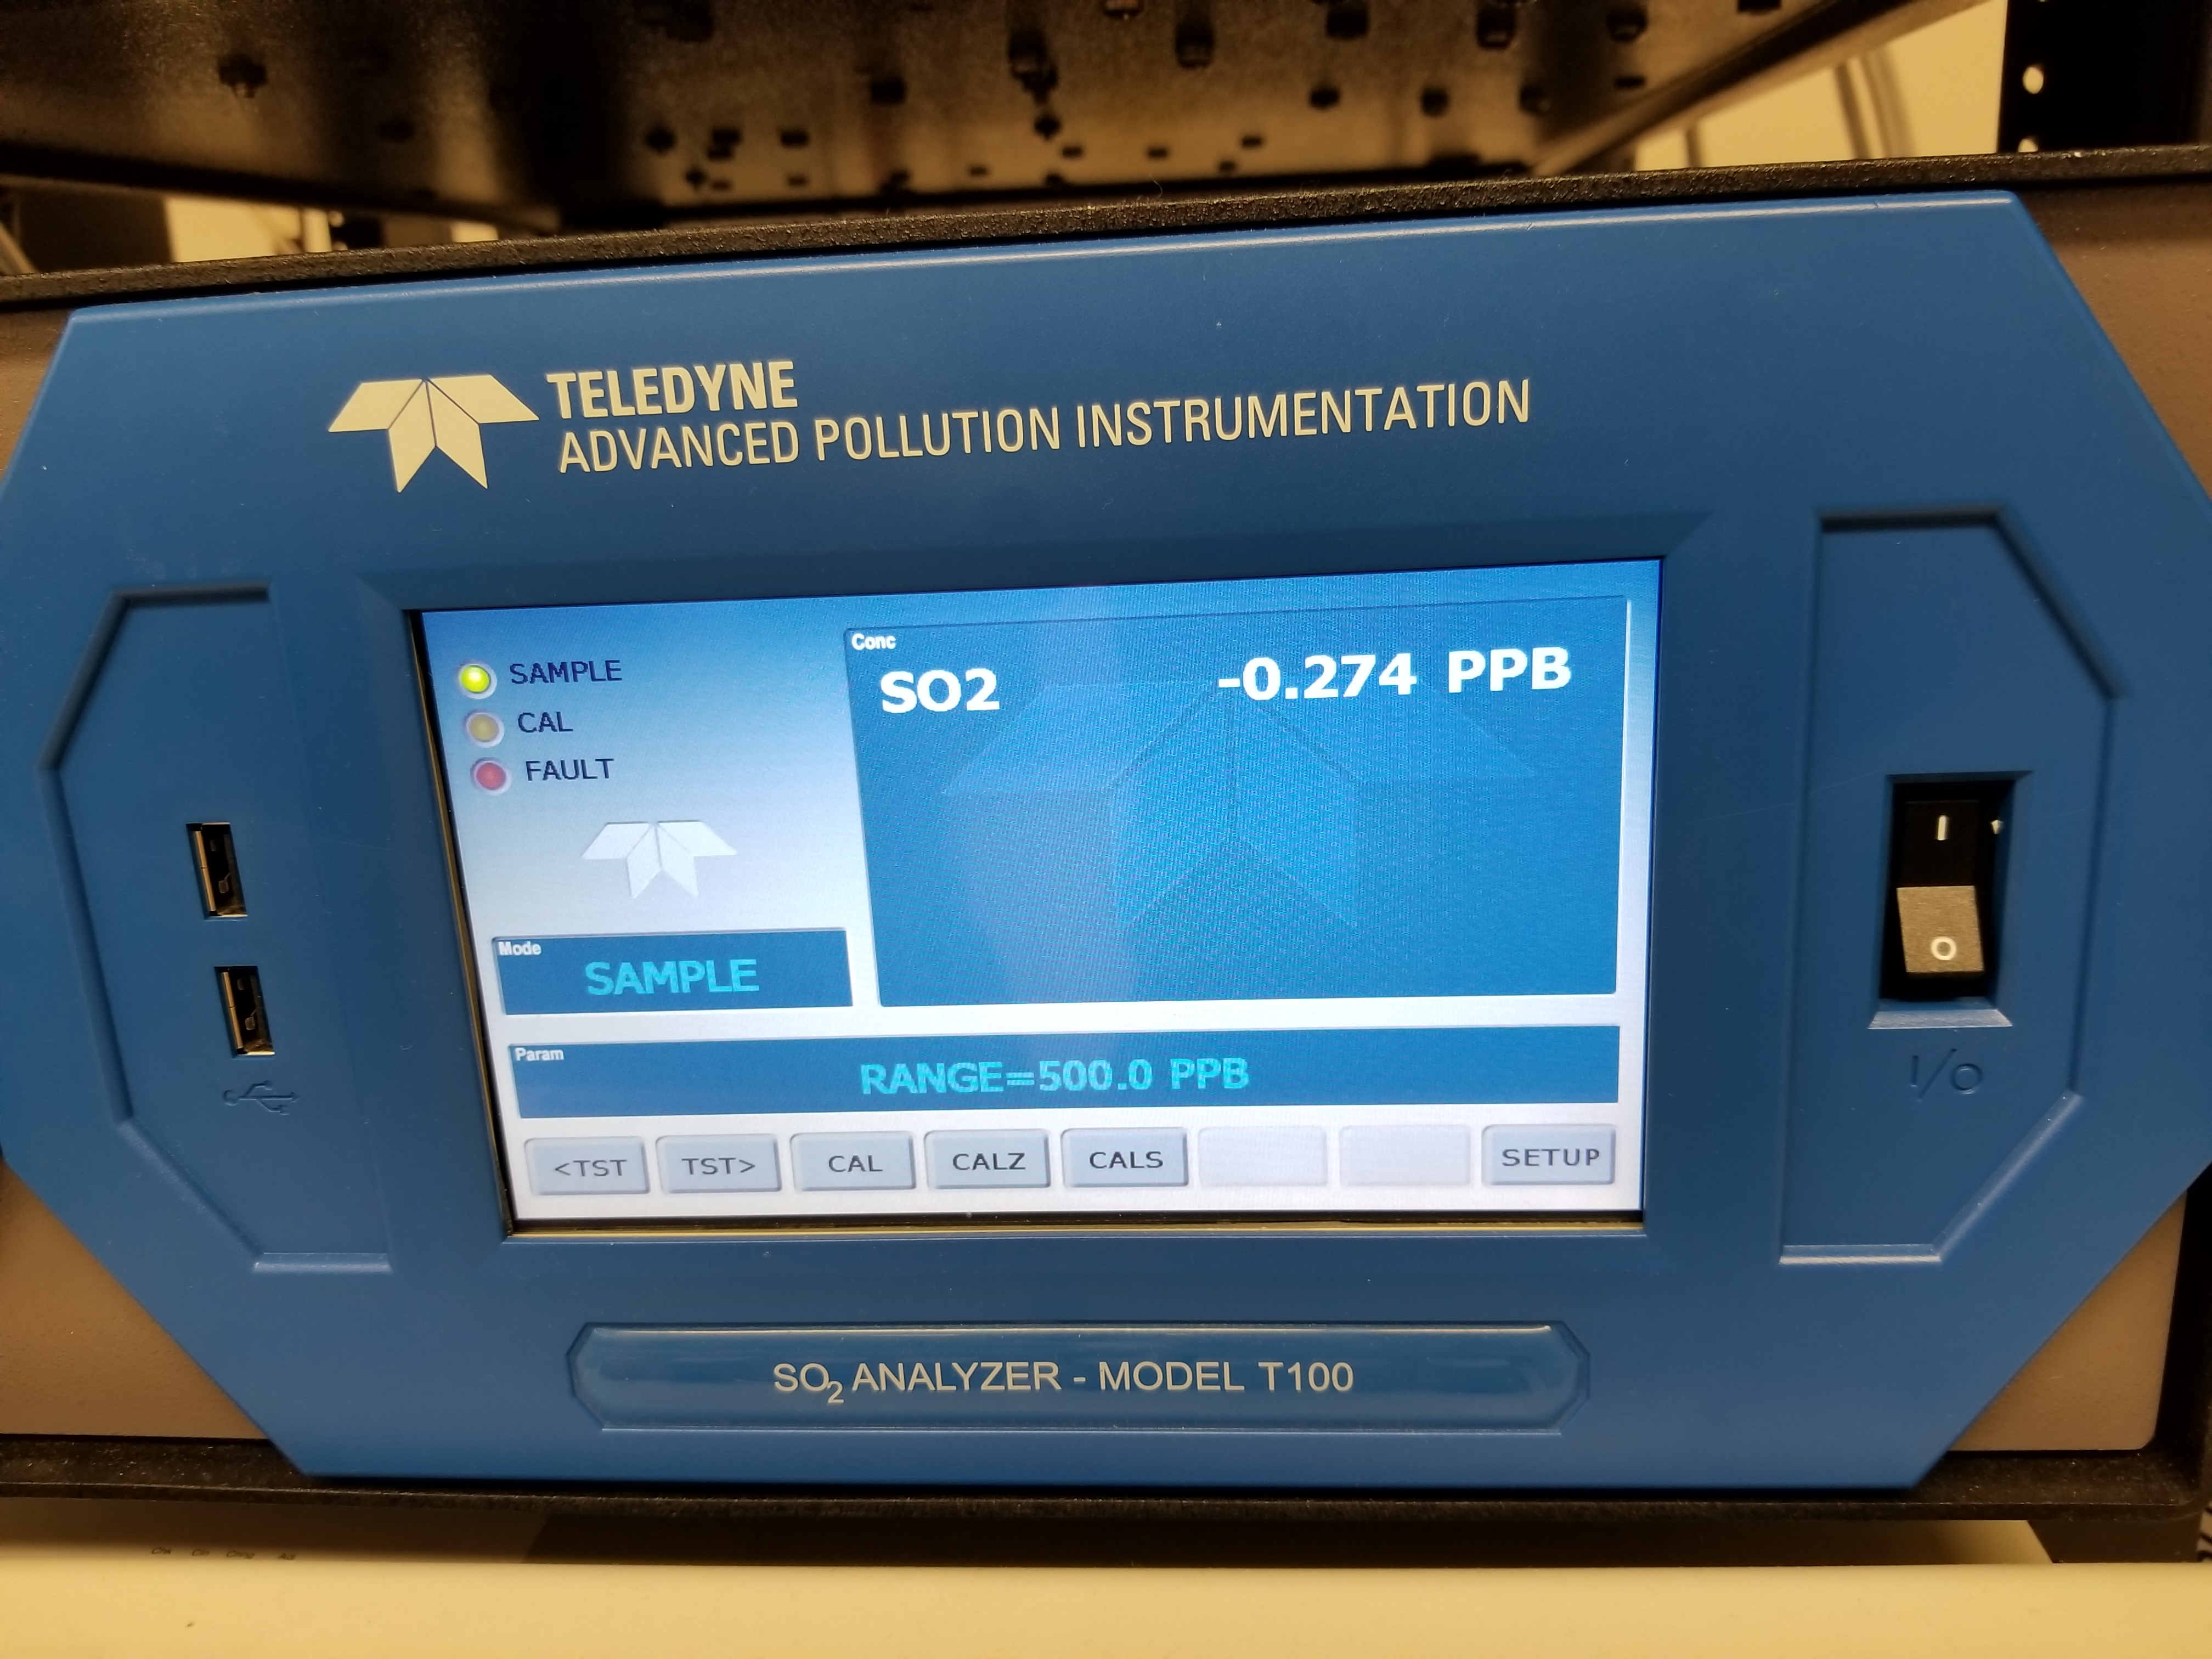 TELEDYNE
ADVANCED POLLUTION INSTRUMENTATION
SAMPLE
CAL
FAULT
Conc
SO2 -0.274 PPB
Mode
SAMPLE
Param
RANGE=500.0 PPB
<TST TST> CAL CALZ CALS SETUP
I
O
I/O
SO₂ ANALYZER - MODEL T100